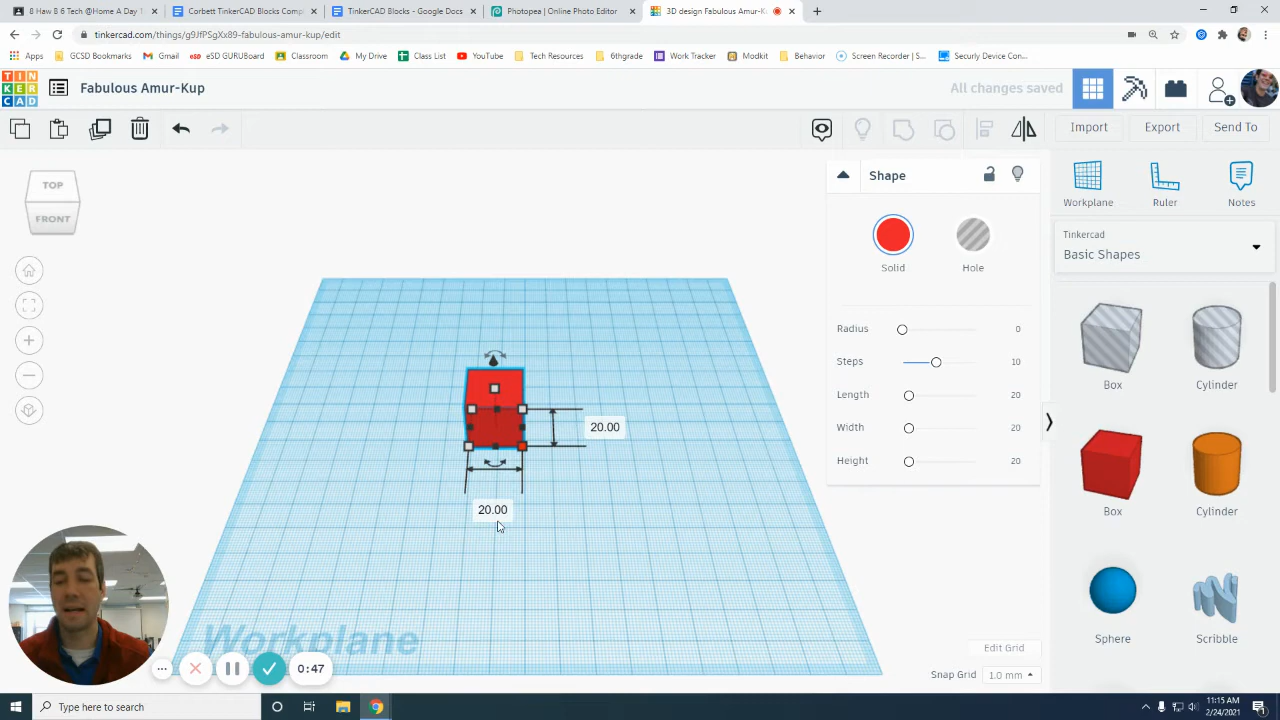 8 Haw B 6 Tech @Home A Day 1
Corbett TinkerCAD Blocks Compl
TinkerCAD Blocks - Google Docs
Photopea | Online Photo Editor
3D design Fabulous Amur-Ku
tinkercad.com/things/g9JfPSgXx89-fabulous-amur-kup/edit
Apps
GCSD Bookmarks
Gmail
eSD GURUBoard
Classroom
My Drive
Class List
YouTube
Tech Resources
6thgrade
Work Tracker
Modkit
Behavior
Screen Recorder | S...
Securly Device Con...
TIN
KER
CAD
Fabulous Amur-Kup
All changes saved
Import
Export
Send To
TOP
FRONT
Shape
Solid
Hole
Radius 0
Steps 10
Length 20
Width 20
Height 20
Workplane
Ruler
Notes
Tinkercad
Basic Shapes
Box
Cylinder
Box
Cylinder
Sphere
Scribble
20.00
20.00
Workplane
Edit Grid
Snap Grid 1.0 mm
0:47
Type here to search
11:15 AM
2/24/2021
1